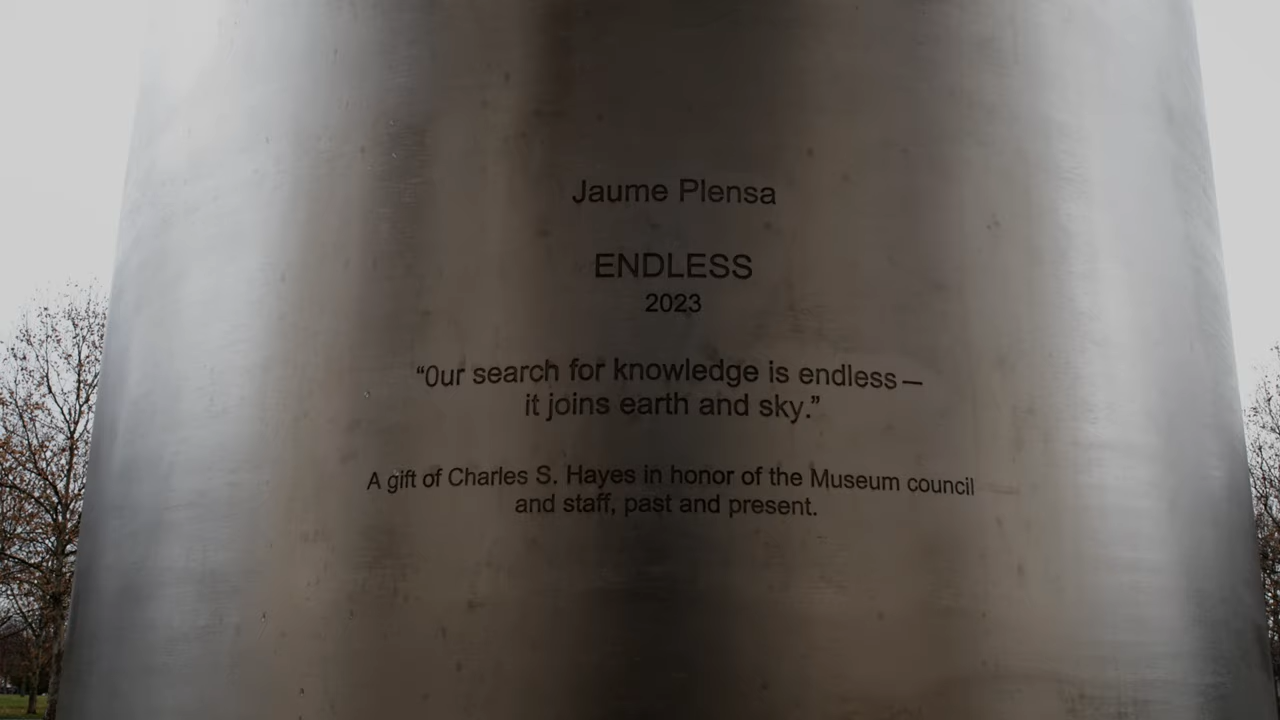 Jaume Plensa
ENDLESS
2023
“Our search for knowledge is endless—
it joins earth and sky.”
A gift of Charles S. Hayes in honor of the Museum council
and staff, past and present.